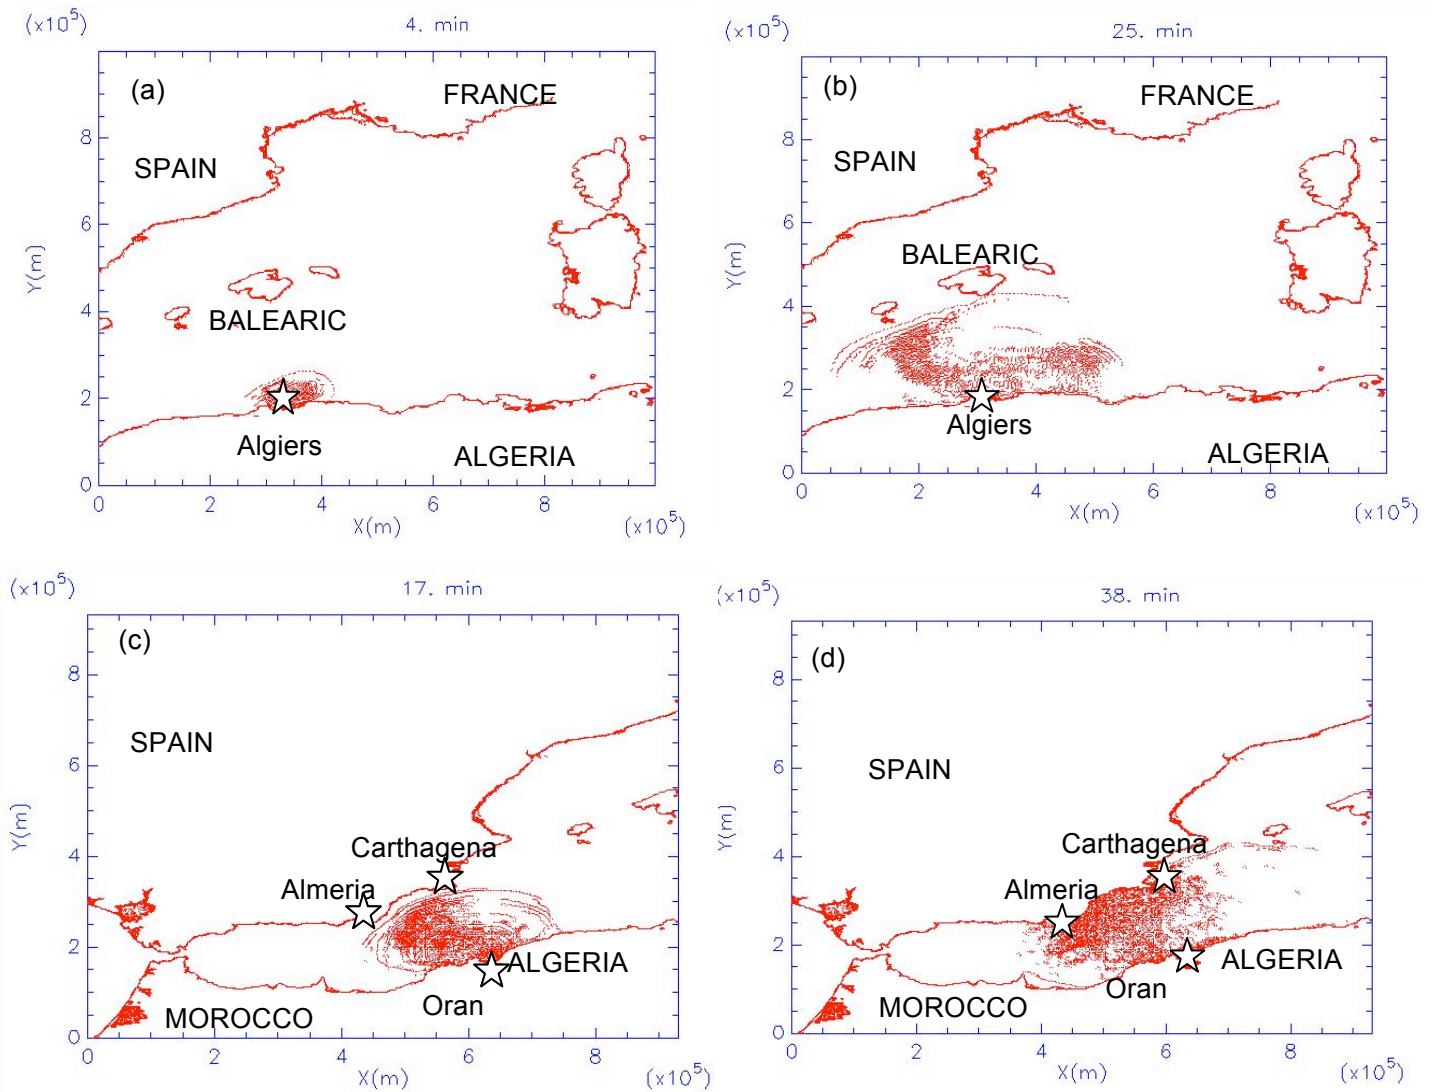 (x10⁵) 4. min
(a)
FRANCE
SPAIN
BALEARIC
Algiers
ALGERIA
Y(m)
8
6
4
2
0
0 2 4 6 8
X(m) (x10⁵)
(x10⁵) 25. min
(b)
FRANCE
SPAIN
BALEARIC
Algiers
ALGERIA
Y(m)
8
6
4
2
0
0 2 4 6 8
X(m) (x10⁵)
(x10⁵) 17. min
(c)
SPAIN
Carthagena
Almeria
ALGERIA
Oran
MOROCCO
Y(m)
8
6
4
2
0
0 2 4 6 8
X(m) (x10⁵)
(x10⁵) 38. min
(d)
SPAIN
Carthagena
Almeria
ALGERIA
Oran
MOROCCO
Y(m)
8
6
4
2
0
0 2 4 6 8
X(m) (x10⁵)